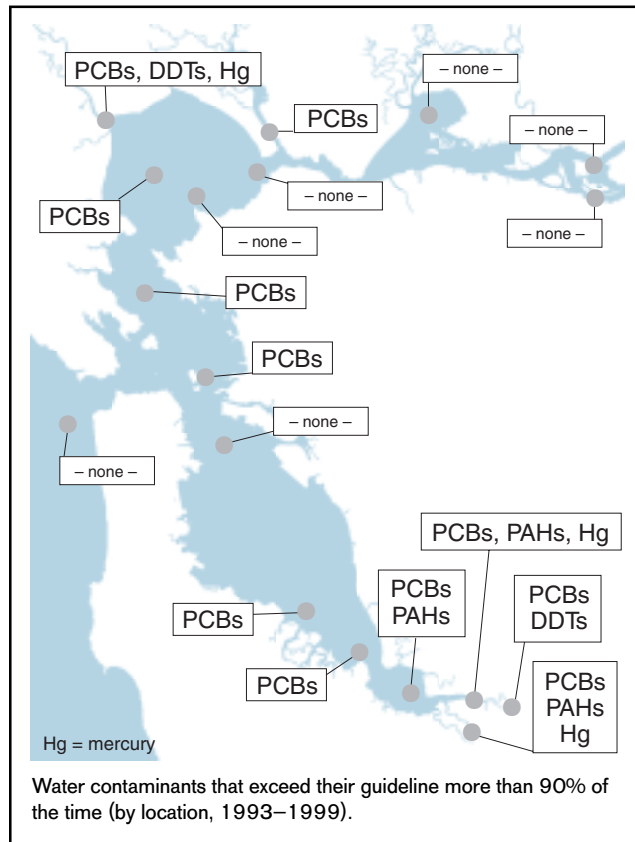 PCBs, DDTs, Hg
– none –
PCBs
– none –
– none –
PCBs
– none –
– none –
PCBs
PCBs
– none –
– none –
PCBs, PAHs, Hg
PCBs
PAHs
PCBs
DDTs
PCBs
PCBs
PCBs
PAHs
Hg
Hg = mercury
Water contaminants that exceed their guideline more than 90% of
the time (by location, 1993–1999).